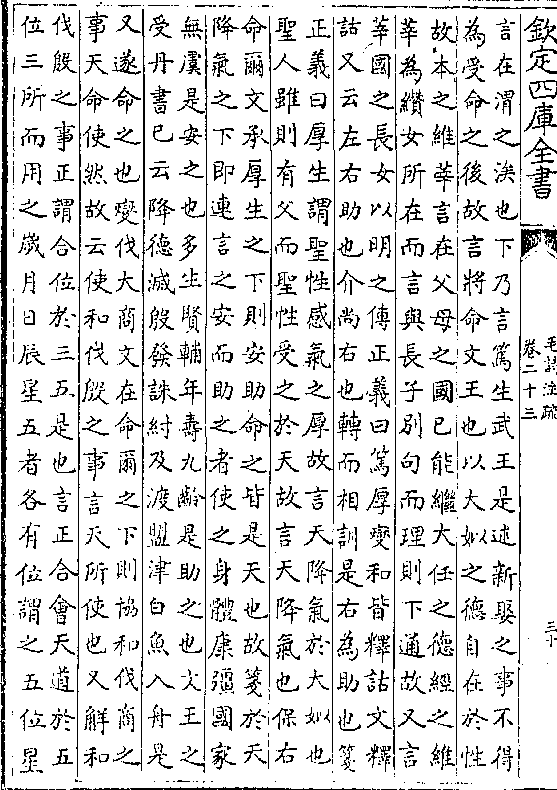 欽定四庫全書
毛詩注疏
卷二十三
三十
言在渭之涘也下乃言篤生武王是述新娶之事不得
為受命之後故言將命文王也以大姒之德自在於性
故本之維莘言在父母之國已能繼大任之德經之維
莘為纘女所在而言與長子別句而理則下通故又言
莘國之長女以明之傳正義曰篤厚燮和皆釋詁文釋
詁又云左右助也介尚右也轉而相訓是右為助也箋
正義曰厚生謂聖性感氣之厚故言天降氣於大姒也
聖人雖則有父而聖性受之於天故言天降氣也保右
命爾文承厚生之下則安助命之皆是天也故箋於天
降氣之下即連言之安而助之者使之身體康彊國家
無虞是安之也多生賢輔年壽九齡是助之也文王之
受丹書已云降德滅殷發誅紂及渡盟津白魚入舟是
又遂命之也燮伐大商文在命爾之下則協和伐商之
事天命使然故云使和伐殷之事言天所使也又解和
伐殷之事正謂合位於三五是也言正合會天道於五
位三所而用之歲月日辰星五者各有位謂之五位星